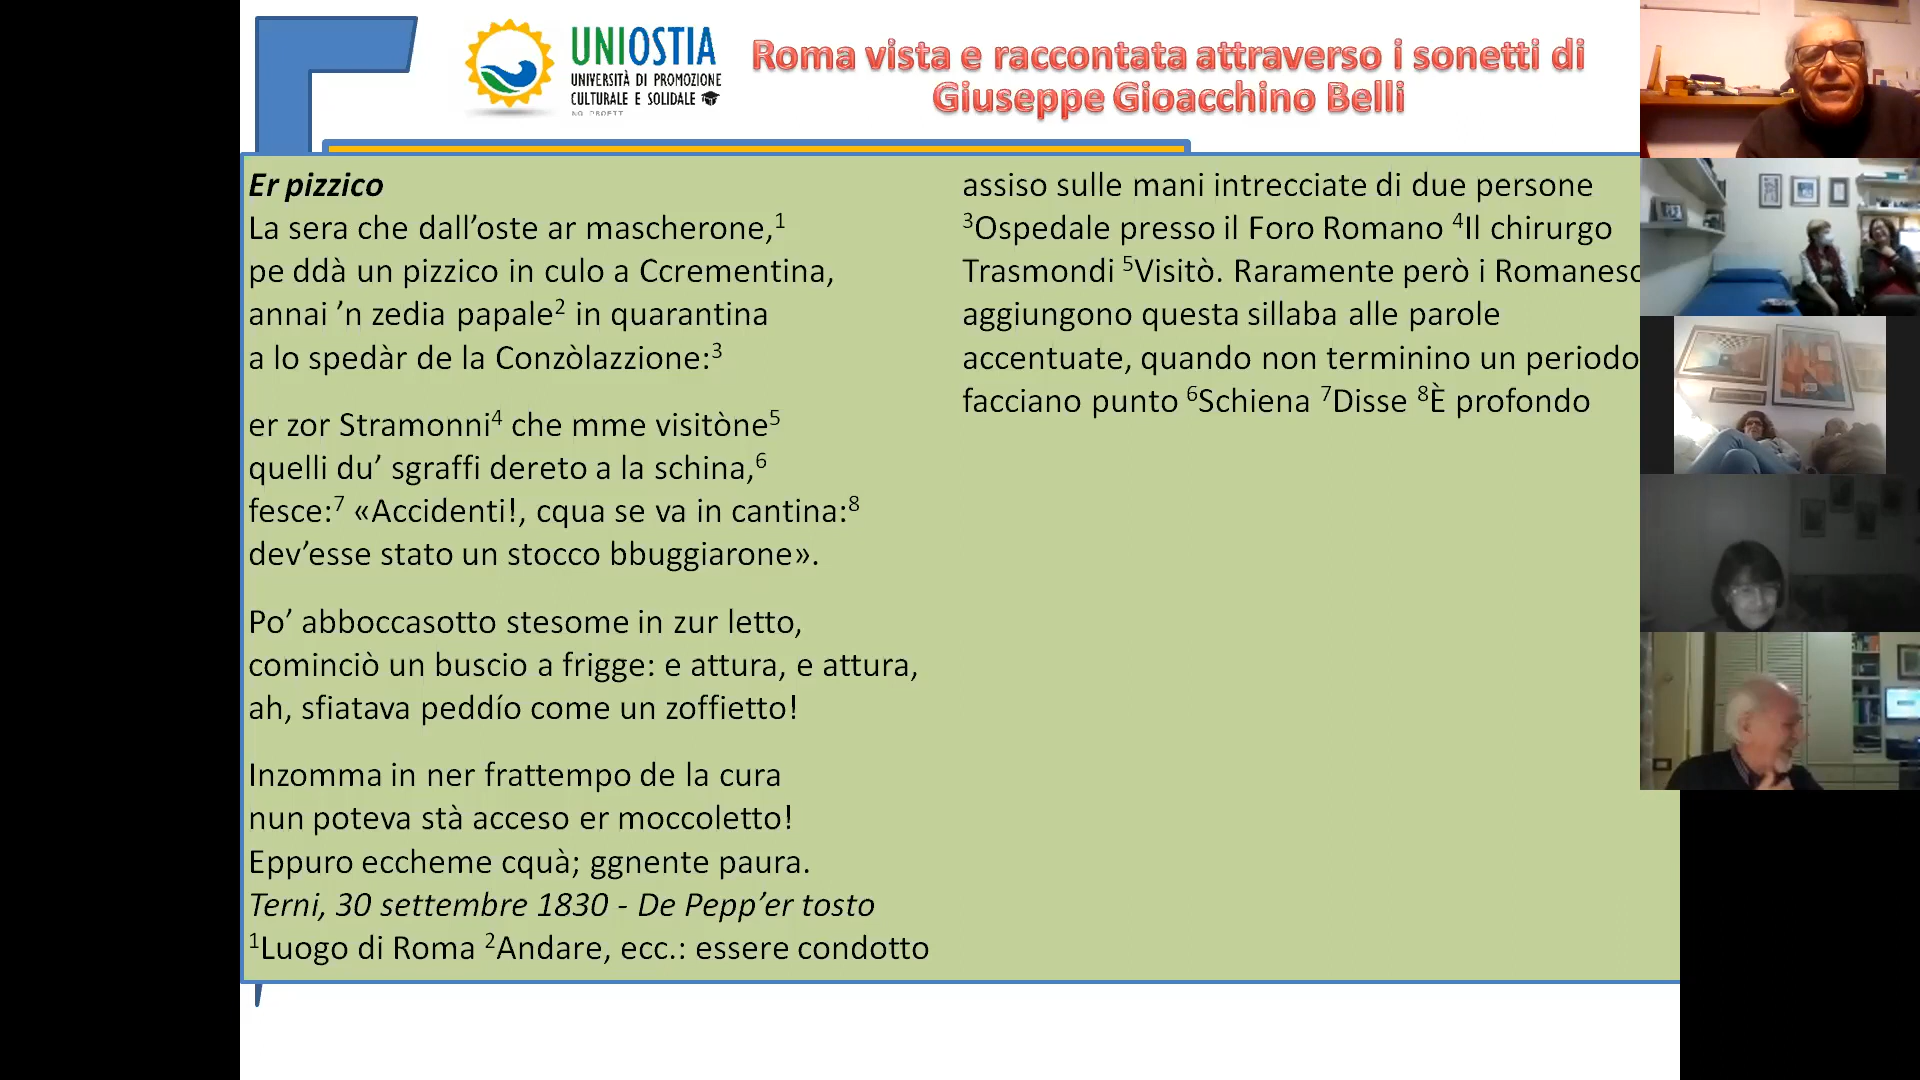 UNIOSTIA
UNIVERSITÀ DI PROMOZIONE
CULTURALE E SOLIDALE
NO PROFIT
Roma vista e raccontata attraverso i sonetti di
Giuseppe Gioacchino Belli
Er pizzico
La sera che dall’oste ar mascherone,¹
pe ddà un pizzico in culo a Ccrementina,
annai ’n zedia papale² in quarantina
a lo spedàr de la Conzòlazzione:³
er zor Stramonni⁴ che mme visitòne⁵
quelli du’ sgraffi dereto a la schina,⁶
fesce:⁷ «Accidenti!, cqua se va in cantina:⁸
dev’esse stato un stocco bbuggiarone».
Po’ abboccasotto stesome in zur letto,
cominciò un buscio a frigge: e attura, e attura,
ah, sfiatava peddío come un zoffietto!
Inzomma in ner frattempo de la cura
nun poteva stà acceso er moccoletto!
Eppuro eccheme cquà; ggnente paura.
Terni, 30 settembre 1830 - De Pepp’er tosto
¹Luogo di Roma ²Andare, ecc.: essere condotto
assiso sulle mani intrecciate di due persone
³Ospedale presso il Foro Romano ⁴Il chirurgo
Trasmondi ⁵Visitò. Raramente però i Romanesc
aggiungono questa sillaba alle parole
accentuate, quando non terminino un periodo
facciano punto ⁶Schiena ⁷Disse ⁸È profondo